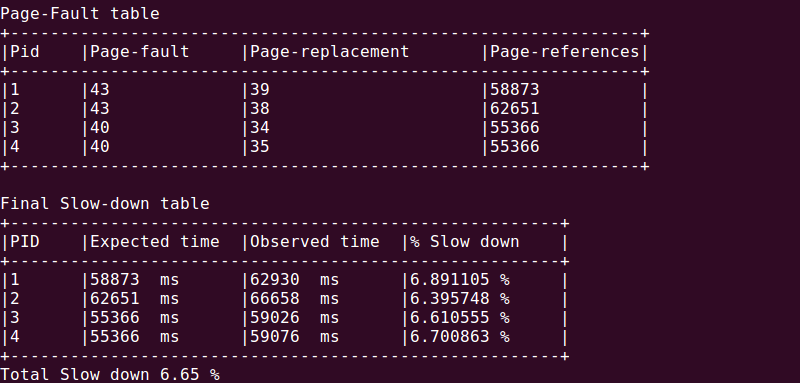 Page-Fault table
+---------------------------------------------------------------+
|Pid    |Page-fault     |Page-replacement       |Page-references|
+---------------------------------------------------------------+
|1      |43             |39                     |58873          |
|2      |43             |38                     |62651          |
|3      |40             |34                     |55366          |
|4      |40             |35                     |55366          |
+---------------------------------------------------------------+

Final Slow-down table
+-------------------------------------------------------+
|PID    |Expected time  |Observed time  |% Slow down    |
+-------------------------------------------------------+
|1      |58873  ms      |62930  ms      |6.891105 %     |
|2      |62651  ms      |66658  ms      |6.395748 %     |
|3      |55366  ms      |59026  ms      |6.610555 %     |
|4      |55366  ms      |59076  ms      |6.700863 %     |
+-------------------------------------------------------+
Total Slow down 6.65 %